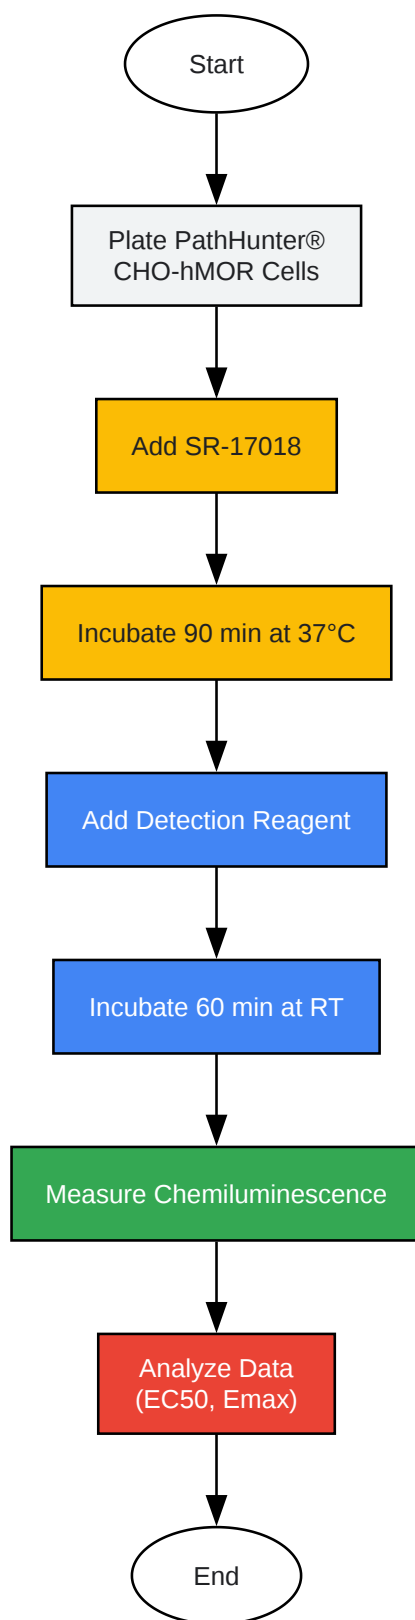 Start
Plate PathHunter®
CHO-hMOR Cells
Add SR-17018
Incubate 90 min at 37°C
Add Detection Reagent
Incubate 60 min at RT
Measure Chemiluminescence
Analyze Data
(EC50, Emax)
End